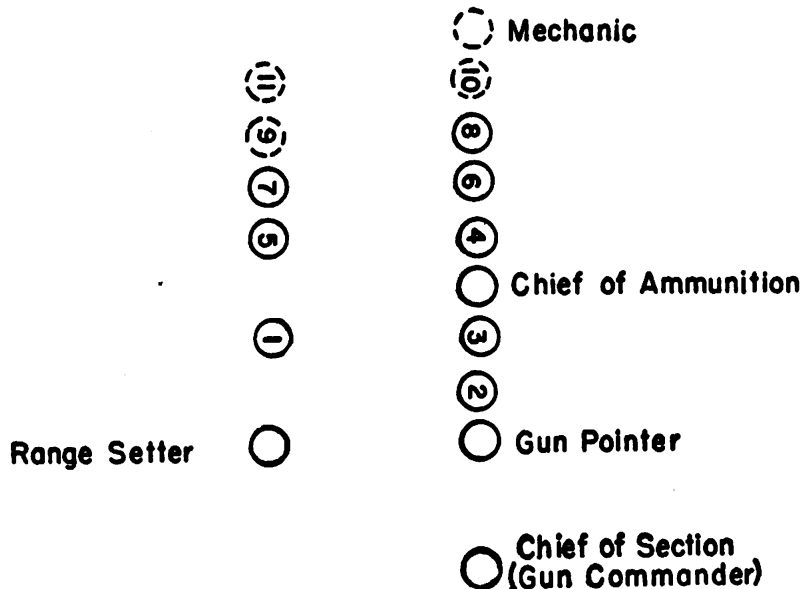 Mechanic
11 10
9 8
7 6
5 4
Chief of Ammunition
1 3
2
Range Setter Gun Pointer
Chief of Section
(Gun Commander)